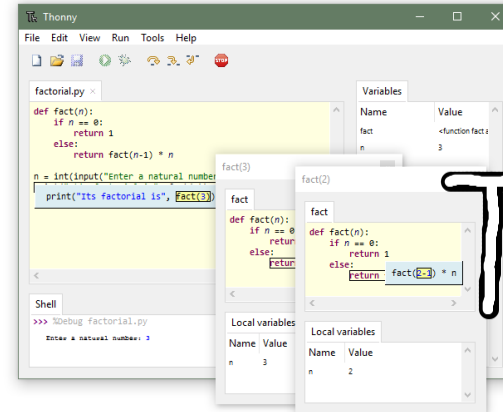 Thonny
File Edit View Run Tools Help
STOP
factorial.py ×
def fact(n):
if n == 0:
return 1
else:
return fact(n-1) * n
n = int(input("Enter a natural number
print("Its factorial is", fact(3))
Shell
>>> %Debug factorial.py
Enter a natural number: 3
Variables
Name Value
fact <function fact a
n 3
fact(3)
fact
def fact(n):
if n == 0:
retur
else:
retur
Local variables
Name Value
n 3
fact(2)
fact
def fact(n):
if n == 0:
return 1
else:
return fact(2-1) * n
Local variables
Name Value
n 2
T